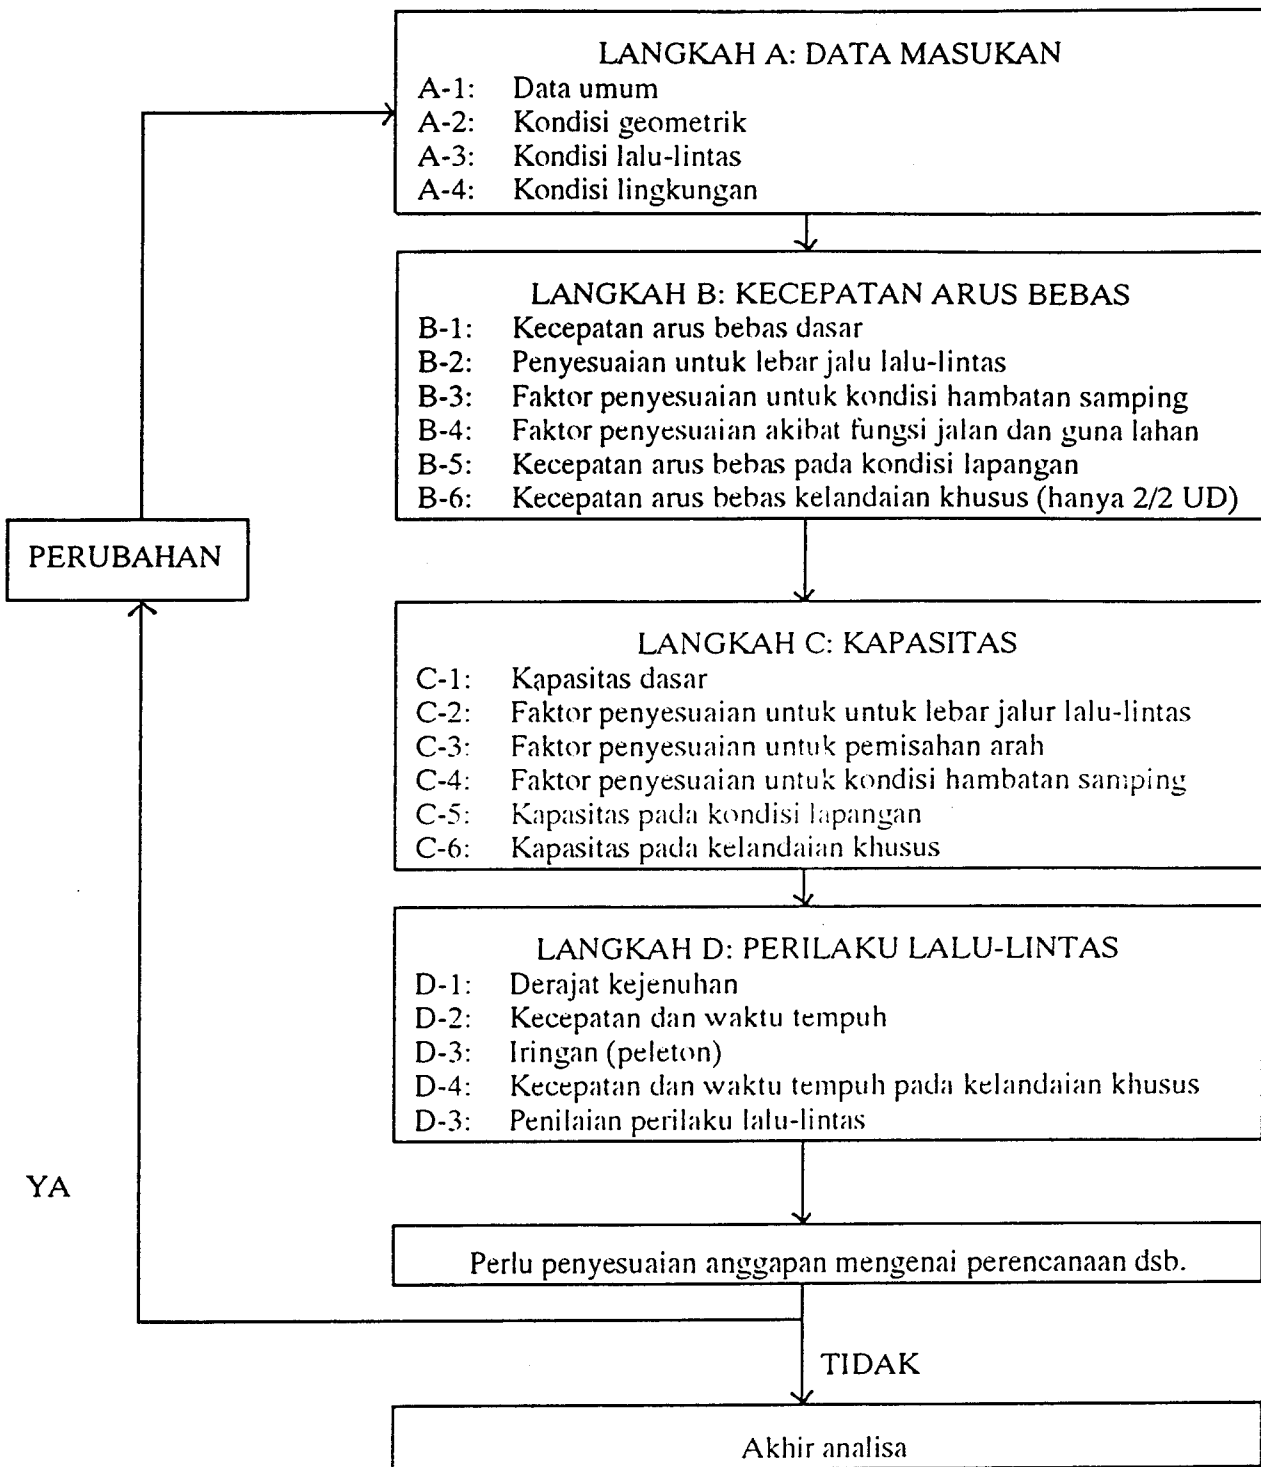 LANGKAH A: DATA MASUKAN
A-1: Data umum
A-2: Kondisi geometrik
A-3: Kondisi lalu-lintas
A-4: Kondisi lingkungan
LANGKAH B: KECEPATAN ARUS BEBAS
B-1: Kecepatan arus bebas dasar
B-2: Penyesuaian untuk lebar jalu lalu-lintas
B-3: Faktor penyesuaian untuk kondisi hambatan samping
B-4: Faktor penyesuaian akibat fungsi jalan dan guna lahan
B-5: Kecepatan arus bebas pada kondisi lapangan
B-6: Kecepatan arus bebas kelandaian khusus (hanya 2/2 UD)
PERUBAHAN
LANGKAH C: KAPASITAS
C-1: Kapasitas dasar
C-2: Faktor penyesuaian untuk untuk lebar jalur lalu-lintas
C-3: Faktor penyesuaian untuk pemisahan arah
C-4: Faktor penyesuaian untuk kondisi hambatan samping
C-5: Kapasitas pada kondisi lapangan
C-6: Kapasitas pada kelandaian khusus
LANGKAH D: PERILAKU LALU-LINTAS
D-1: Derajat kejenuhan
D-2: Kecepatan dan waktu tempuh
D-3: Iringan (peleton)
D-4: Kecepatan dan waktu tempuh pada kelandaian khusus
D-3: Penilaian perilaku lalu-lintas
YA
Perlu penyesuaian anggapan mengenai perencanaan dsb.
TIDAK
Akhir analisa